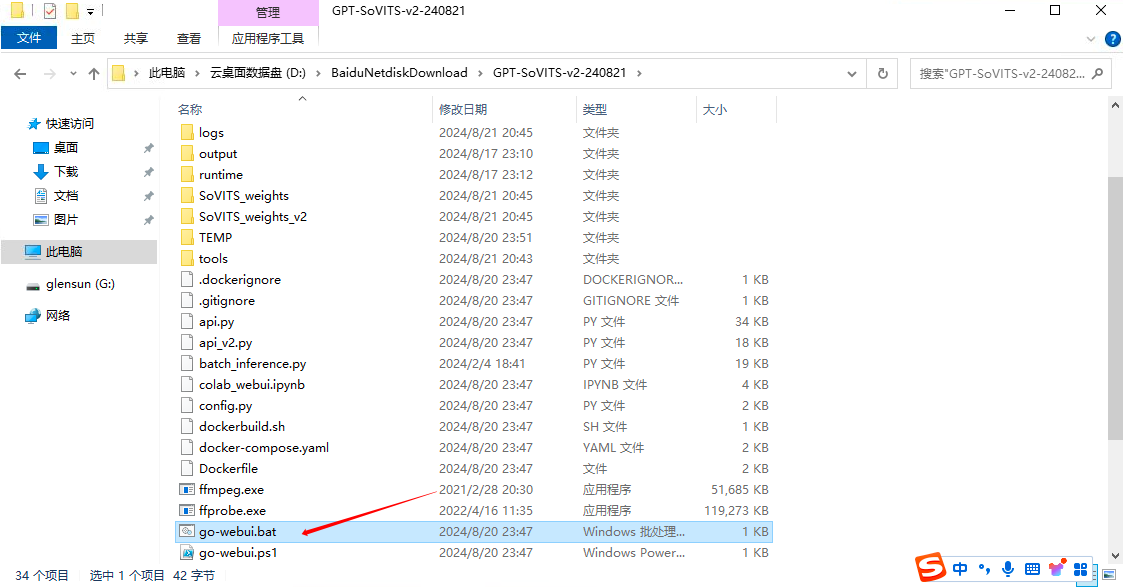 管理 GPT-SoVITS-v2-240821
文件 主页 共享 查看 应用程序工具
此电脑 › 云桌面数据盘 (D:) › BaiduNetdiskDownload › GPT-SoVITS-v2-240821 › 搜索"GPT-SoVITS-v2-24082...
快速访问
桌面
下载
文档
图片
此电脑
glensun (G:)
网络
名称 修改日期 类型 大小
logs 2024/8/21 20:45 文件夹
output 2024/8/17 23:10 文件夹
runtime 2024/8/17 23:12 文件夹
SoVITS_weights 2024/8/21 20:45 文件夹
SoVITS_weights_v2 2024/8/21 20:45 文件夹
TEMP 2024/8/20 23:51 文件夹
tools 2024/8/21 20:43 文件夹
.dockerignore 2024/8/20 23:47 DOCKERIGNOR... 1 KB
.gitignore 2024/8/20 23:47 GITIGNORE 文件 1 KB
api.py 2024/8/20 23:47 PY 文件 34 KB
api_v2.py 2024/8/20 23:47 PY 文件 18 KB
batch_inference.py 2024/2/4 18:41 PY 文件 19 KB
colab_webui.ipynb 2024/8/20 23:47 IPYNB 文件 4 KB
config.py 2024/8/20 23:47 PY 文件 2 KB
dockerbuild.sh 2024/8/20 23:47 SH 文件 1 KB
docker-compose.yaml 2024/8/20 23:47 YAML 文件 2 KB
Dockerfile 2024/8/20 23:47 文件 2 KB
ffmpeg.exe 2021/2/28 20:30 应用程序 51,685 KB
ffprobe.exe 2022/4/16 11:35 应用程序 119,273 KB
go-webui.bat 2024/8/20 23:47 Windows 批处理... 1 KB
go-webui.ps1 2024/8/20 23:47 Windows Power... 1 KB
34 个项目 选中 1 个项目 42 字节
S 中